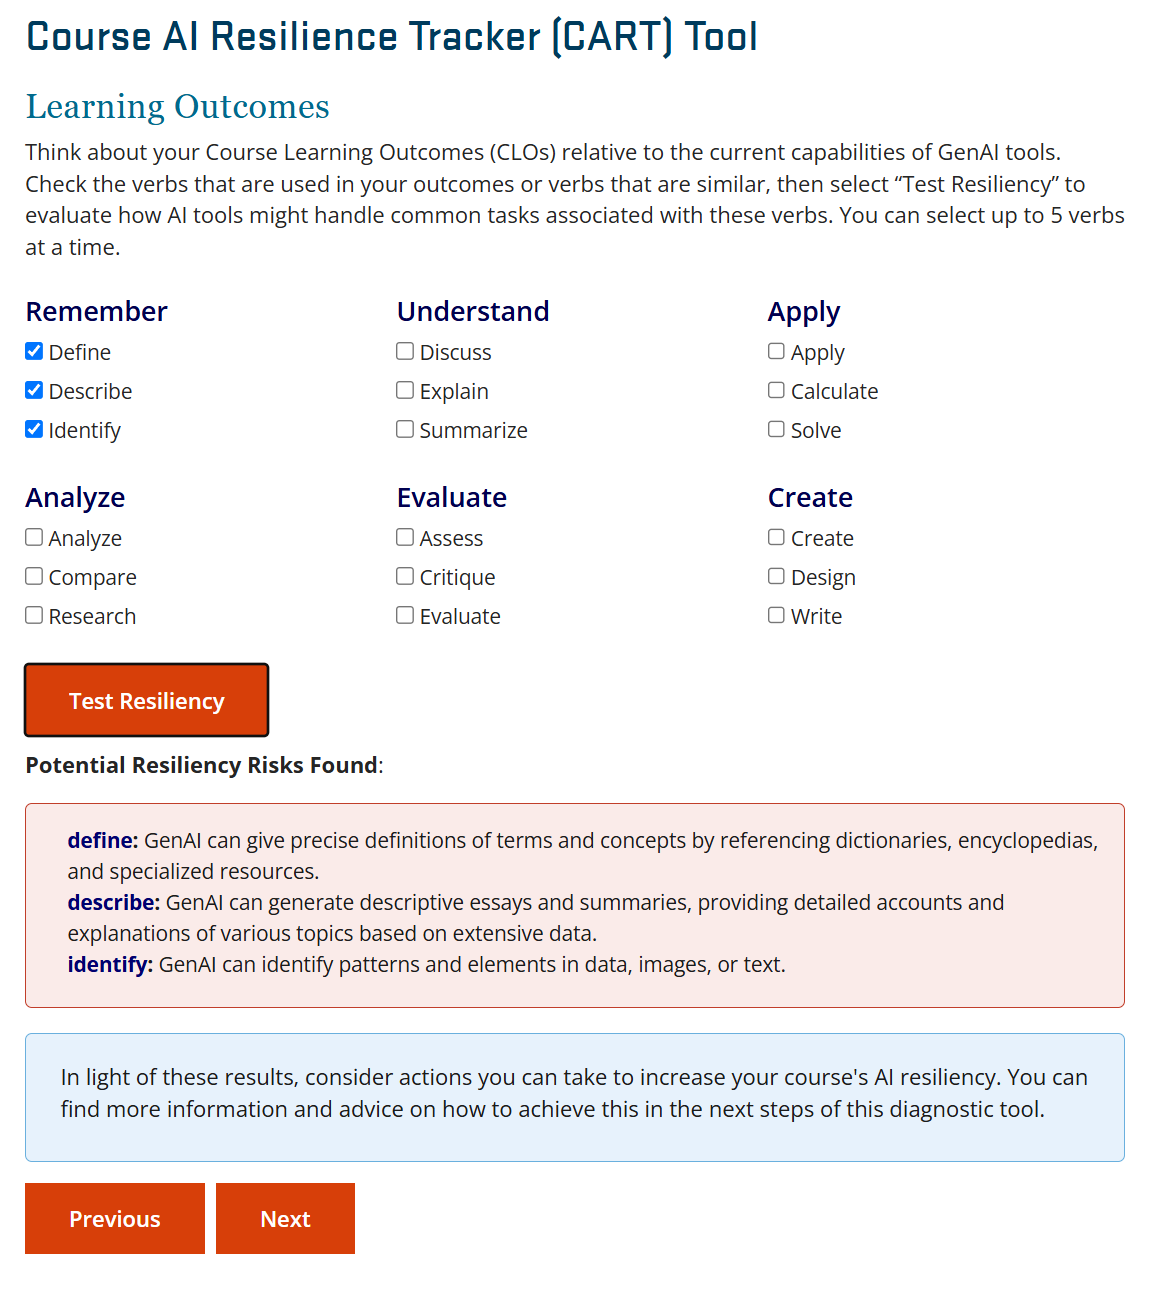 Course AI Resilience Tracker (CART) Tool
Learning Outcomes
Think about your Course Learning Outcomes (CLOs) relative to the current capabilities of GenAI tools.
Check the verbs that are used in your outcomes or verbs that are similar, then select “Test Resiliency” to
evaluate how AI tools might handle common tasks associated with these verbs. You can select up to 5 verbs
at a time.
Remember
Define
Describe
Identify
Understand
Discuss
Explain
Summarize
Apply
Apply
Calculate
Solve
Analyze
Analyze
Compare
Research
Evaluate
Assess
Critique
Evaluate
Create
Create
Design
Write
Test Resiliency
Potential Resiliency Risks Found:
define: GenAI can give precise definitions of terms and concepts by referencing dictionaries, encyclopedias,
and specialized resources.
describe: GenAI can generate descriptive essays and summaries, providing detailed accounts and
explanations of various topics based on extensive data.
identify: GenAI can identify patterns and elements in data, images, or text.
In light of these results, consider actions you can take to increase your course's AI resiliency. You can
find more information and advice on how to achieve this in the next steps of this diagnostic tool.
Previous
Next